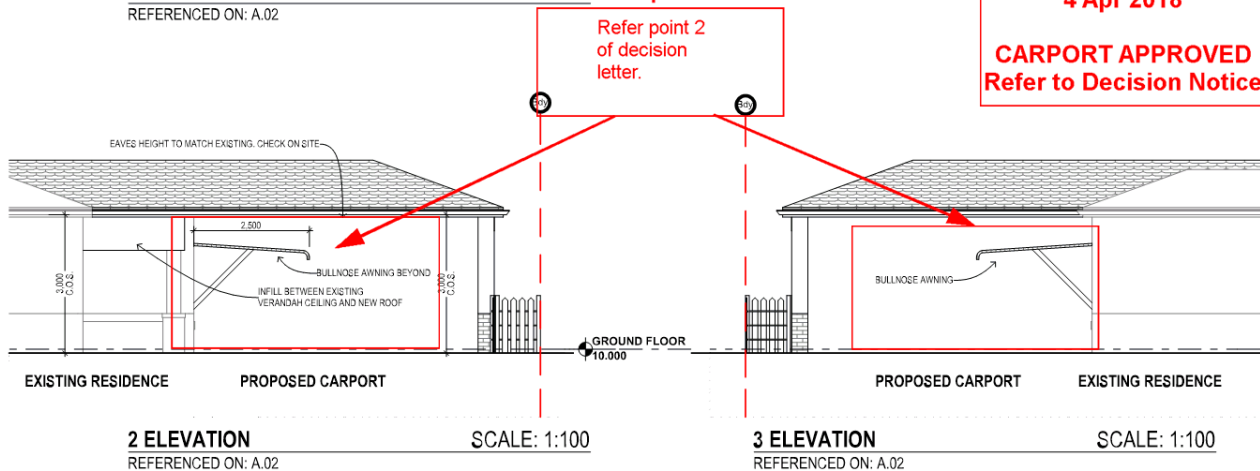 REFERENCED ON: A.02
4 Apr 2018
CARPORT APPROVED
Refer to Decision Notice
Refer point 2
of decision
letter.
Bdy
Bdy
EAVES HEIGHT TO MATCH EXISTING. CHECK ON SITE
2.500
3.000
C.O.S.
BULLNOSE AWNING BEYOND
INFILL BETWEEN EXISTING
VERANDAH CEILING AND NEW ROOF
3.000
C.O.S.
BULLNOSE AWNING
GROUND FLOOR
10.000
EXISTING RESIDENCE
PROPOSED CARPORT
PROPOSED CARPORT
EXISTING RESIDENCE
2 ELEVATION
SCALE: 1:100
REFERENCED ON: A.02
3 ELEVATION
SCALE: 1:100
REFERENCED ON: A.02